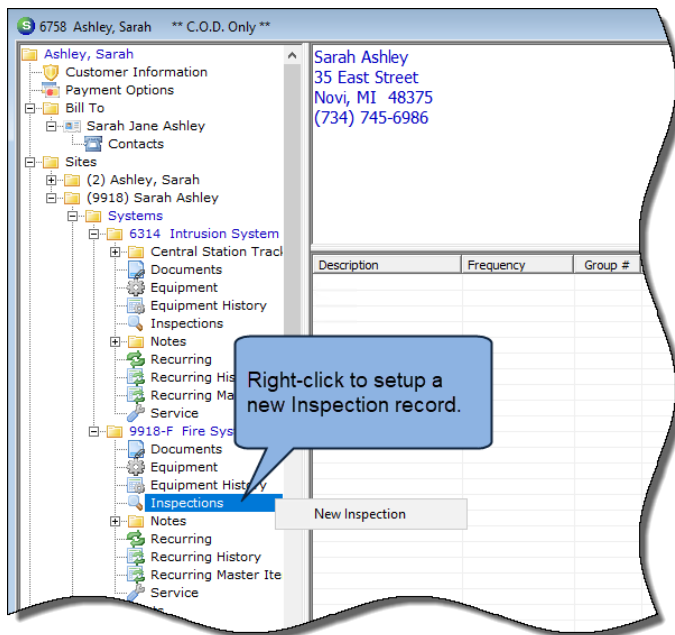 6758 Ashley, Sarah ** C.O.D. Only **
Ashley, Sarah
Customer Information
Payment Options
Bill To
Sarah Jane Ashley
Contacts
Sites
(2) Ashley, Sarah
(9918) Sarah Ashley
Systems
6314 Intrusion System
Central Station Track
Documents
Equipment
Equipment History
Inspections
Notes
Recurring
Recurring His
Recurring Ma
Service
9918-F Fire Sys
Documents
Equipment
Equipment History
Inspections
Notes
Recurring
Recurring History
Recurring Master Ite
Service
Sarah Ashley
35 East Street
Novi, MI 48375
(734) 745-6986
Description Frequency Group #
Right-click to setup a
new Inspection record.
New Inspection